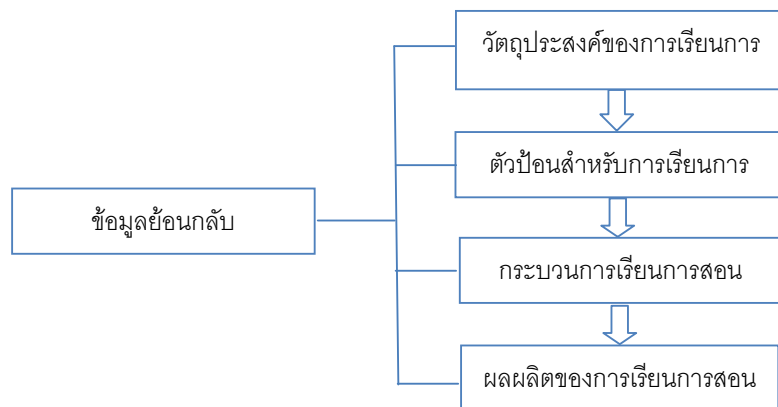 วัตถุประสงค์ของการเรียนการ
ตัวป้อนสำหรับการเรียนการ
ข้อมูลย้อนกลับ
กระบวนการเรียนการสอน
ผลผลิตของการเรียนการสอน